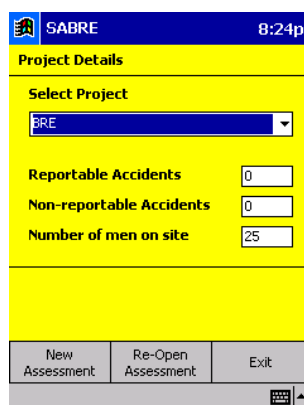 SABRE 8:24p
Project Details
Select Project
BRE
Reportable Accidents 0
Non-reportable Accidents 0
Number of men on site 25
New Assessment Re-Open Assessment Exit